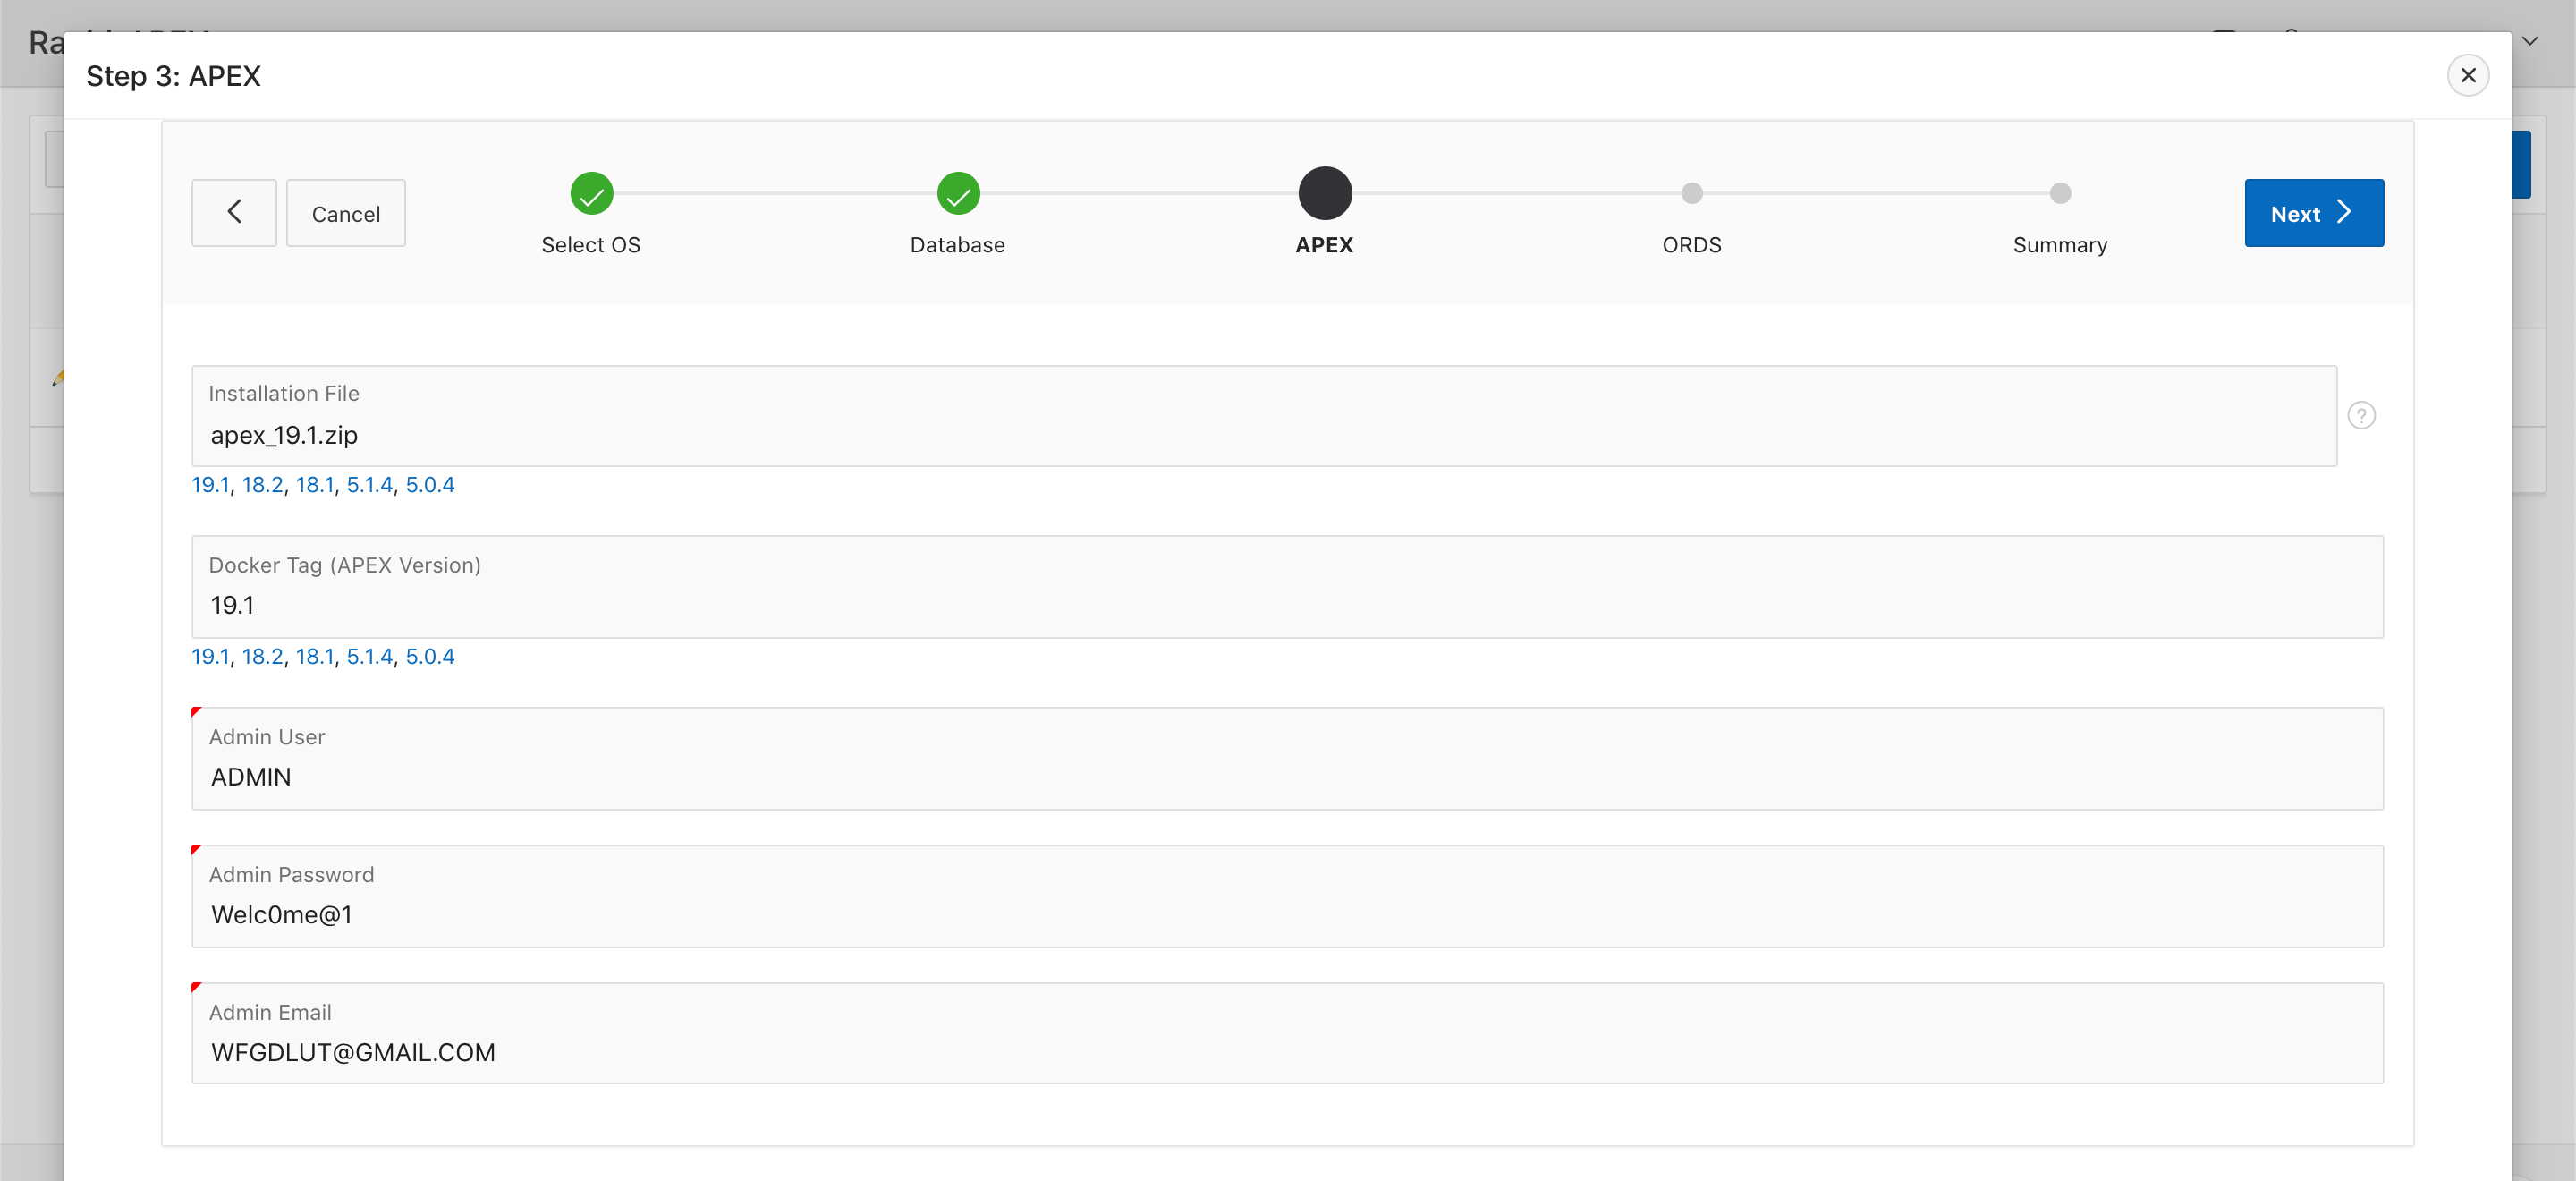 Step 3: APEX
Cancel
Select OS
Database
APEX
ORDS
Summary
Next
Installation File
apex_19.1.zip
?
19.1, 18.2, 18.1, 5.1.4, 5.0.4
Docker Tag (APEX Version)
19.1
19.1, 18.2, 18.1, 5.1.4, 5.0.4
Admin User
ADMIN
Admin Password
Welc0me@1
Admin Email
WFGDLUT@GMAIL.COM